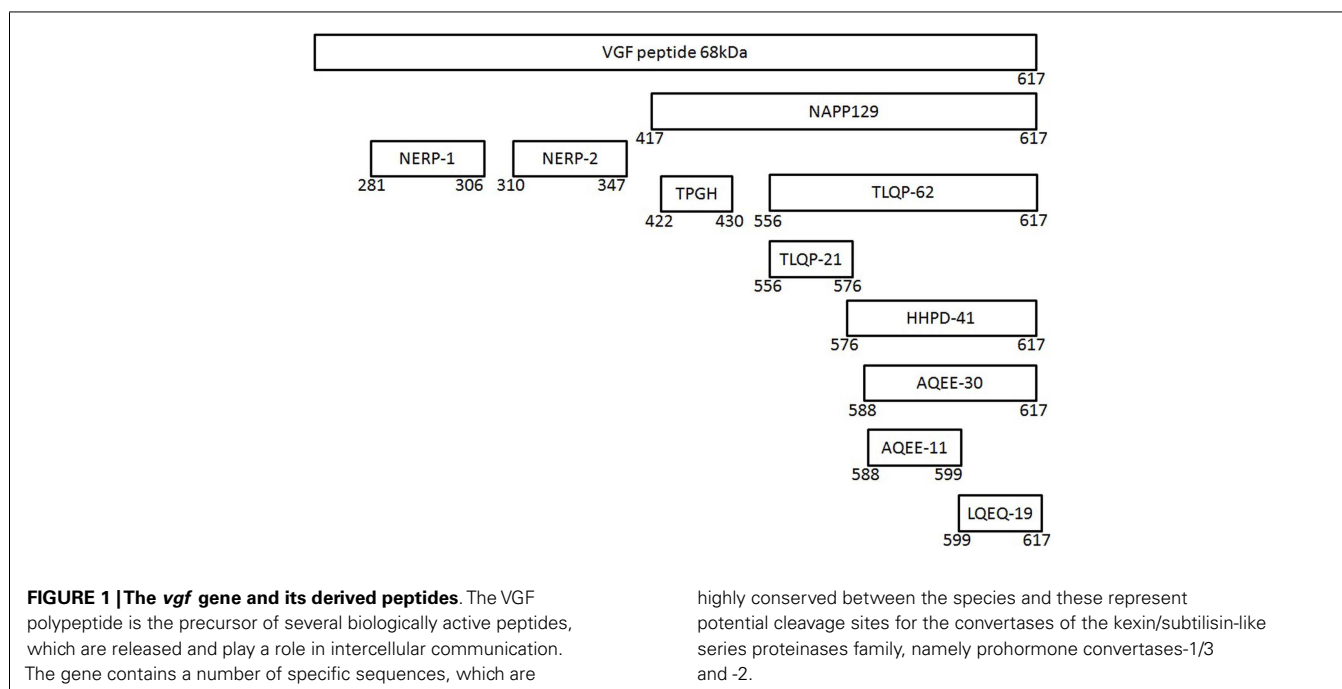 VGF peptide 68kDa
617
NAPP129
417 617
NERP-1 NERP-2
281 306 310 347
TPGH TLQP-62
422 430 556 617
TLQP-21
556 576
HHPD-41
576 617
AQEE-30
588 617
AQEE-11
588 599
LQEQ-19
599 617
FIGURE 1 | The vgf gene and its derived peptides. The VGF
polypeptide is the precursor of several biologically active peptides,
which are released and play a role in intercellular communication.
The gene contains a number of specific sequences, which are
highly conserved between the species and these represent
potential cleavage sites for the convertases of the kexin/subtilisin-like
series proteinases family, namely prohormone convertases-1/3
and -2.